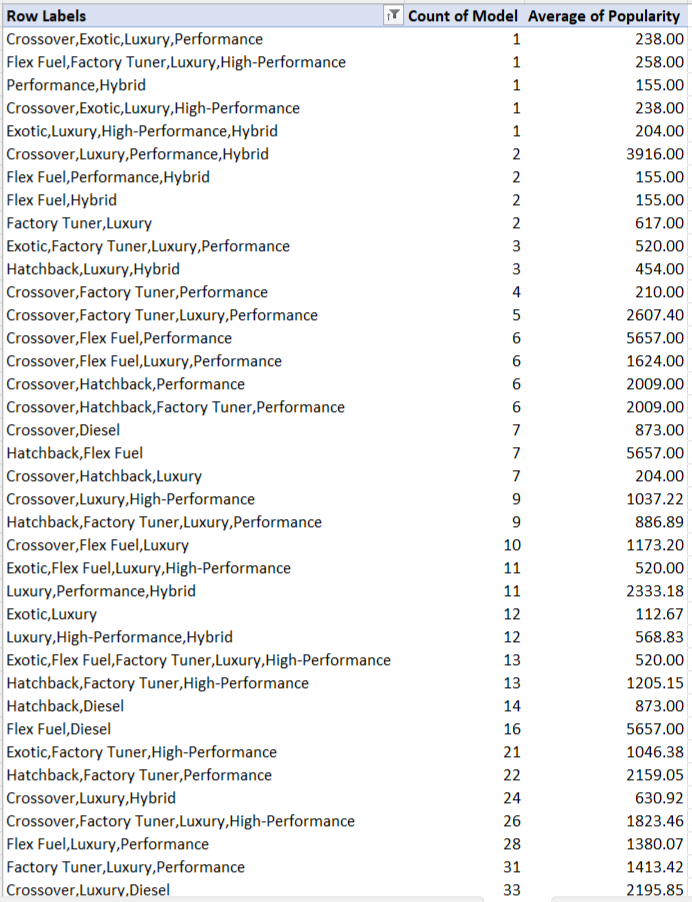 Row Labels Count of Model Average of Popularity
Crossover,Exotic,Luxury,Performance 1 238.00
Flex Fuel,Factory Tuner,Luxury,High-Performance 1 258.00
Performance,Hybrid 1 155.00
Crossover,Exotic,Luxury,High-Performance 1 238.00
Exotic,Luxury,High-Performance,Hybrid 1 204.00
Crossover,Luxury,Performance,Hybrid 2 3916.00
Flex Fuel,Performance,Hybrid 2 155.00
Flex Fuel,Hybrid 2 155.00
Factory Tuner,Luxury 2 617.00
Exotic,Factory Tuner,Luxury,Performance 3 520.00
Hatchback,Luxury,Hybrid 3 454.00
Crossover,Factory Tuner,Performance 4 210.00
Crossover,Factory Tuner,Luxury,Performance 5 2607.40
Crossover,Flex Fuel,Performance 6 5657.00
Crossover,Flex Fuel,Luxury,Performance 6 1624.00
Crossover,Hatchback,Performance 6 2009.00
Crossover,Hatchback,Factory Tuner,Performance 6 2009.00
Crossover,Diesel 7 873.00
Hatchback,Flex Fuel 7 5657.00
Crossover,Hatchback,Luxury 7 204.00
Crossover,Luxury,High-Performance 9 1037.22
Hatchback,Factory Tuner,Luxury,Performance 9 886.89
Crossover,Flex Fuel,Luxury 10 1173.20
Exotic,Flex Fuel,Luxury,High-Performance 11 520.00
Luxury,Performance,Hybrid 11 2333.18
Exotic,Luxury 12 112.67
Luxury,High-Performance,Hybrid 12 568.83
Exotic,Flex Fuel,Factory Tuner,Luxury,High-Performance 13 520.00
Hatchback,Factory Tuner,High-Performance 13 1205.15
Hatchback,Diesel 14 873.00
Flex Fuel,Diesel 16 5657.00
Exotic,Factory Tuner,High-Performance 21 1046.38
Hatchback,Factory Tuner,Performance 22 2159.05
Crossover,Luxury,Hybrid 24 630.92
Crossover,Factory Tuner,Luxury,High-Performance 26 1823.46
Flex Fuel,Luxury,Performance 28 1380.07
Factory Tuner,Luxury,Performance 31 1413.42
Crossover,Luxury,Diesel 33 2195.85